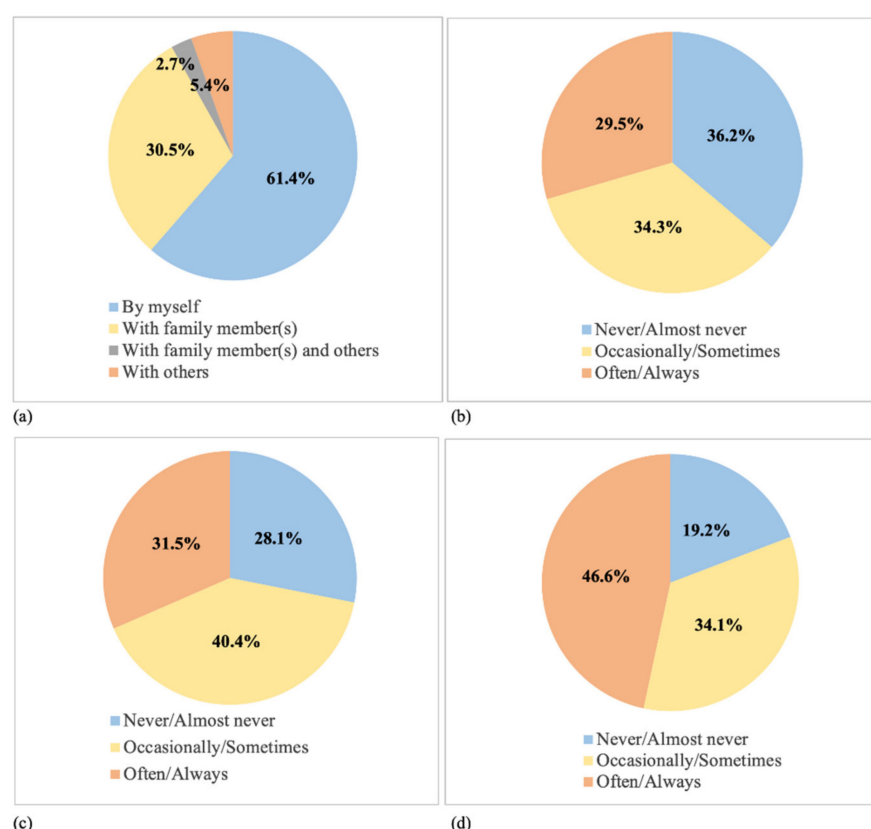 2.7%
5.4%
30.5%
61.4%
By myself
With family member(s)
With family member(s) and others
With others
(a)
29.5%
36.2%
34.3%
Never/Almost never
Occasionally/Sometimes
Often/Always
(b)
31.5%
28.1%
40.4%
Never/Almost never
Occasionally/Sometimes
Often/Always
(c)
19.2%
46.6%
34.1%
Never/Almost never
Occasionally/Sometimes
Often/Always
(d)